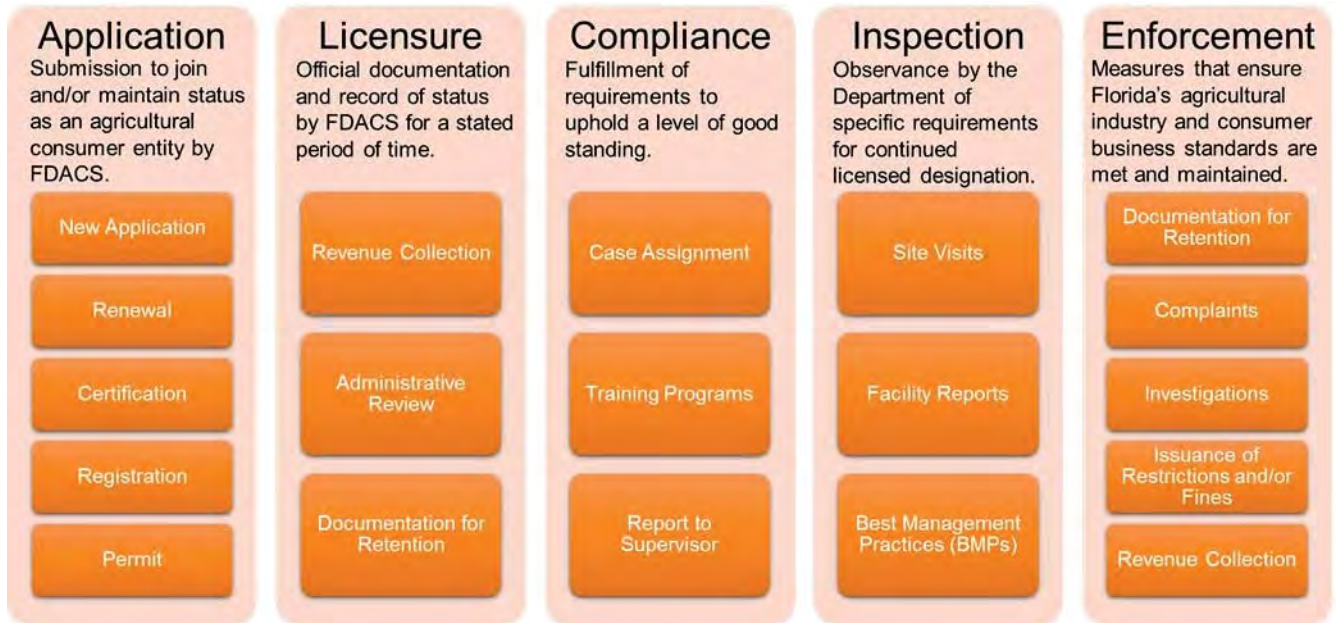 Application
Submission to join
and/or maintain status
as an agricultural
consumer entity by
FDACS.
New Application
Renewal
Certification
Registration
Permit
Licensure
Official documentation
and record of status
by FDACS for a stated
period of time.
Revenue Collection
Administrative
Review
Documentation for
Retention
Compliance
Fulfillment of
requirements to
uphold a level of good
standing.
Case Assignment
Training Programs
Report to
Supervisor
Inspection
Observance by the
Department of
specific requirements
for continued
licensed designation.
Site Visits
Facility Reports
Best Management
Practices (BMPs)
Enforcement
Measures that ensure
Florida's agricultural
industry and consumer
business standards are
met and maintained.
Documentation for
Retention
Complaints
Investigations
Issuance of
Restrictions and/or
Fines
Revenue Collection